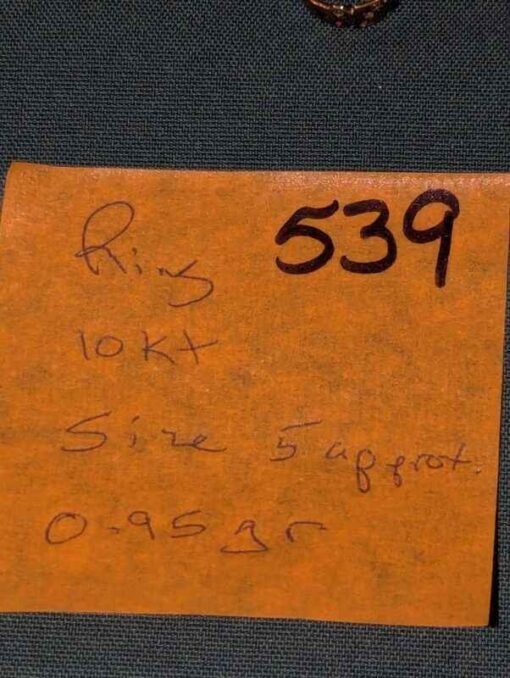 Ring 539
10Kt
Size 5 approx.
0.95 gr